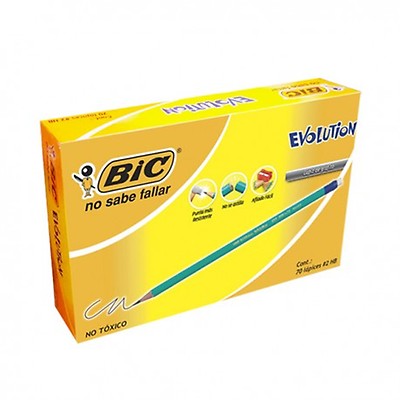 BiC
no sabe fallar
EVOLUTION
Punta más
Resistente
No se astilla
Afilado Fácil
Cont.:
70 lápices #2 HB
NO TÓXICO
BiC
EVOLUTION